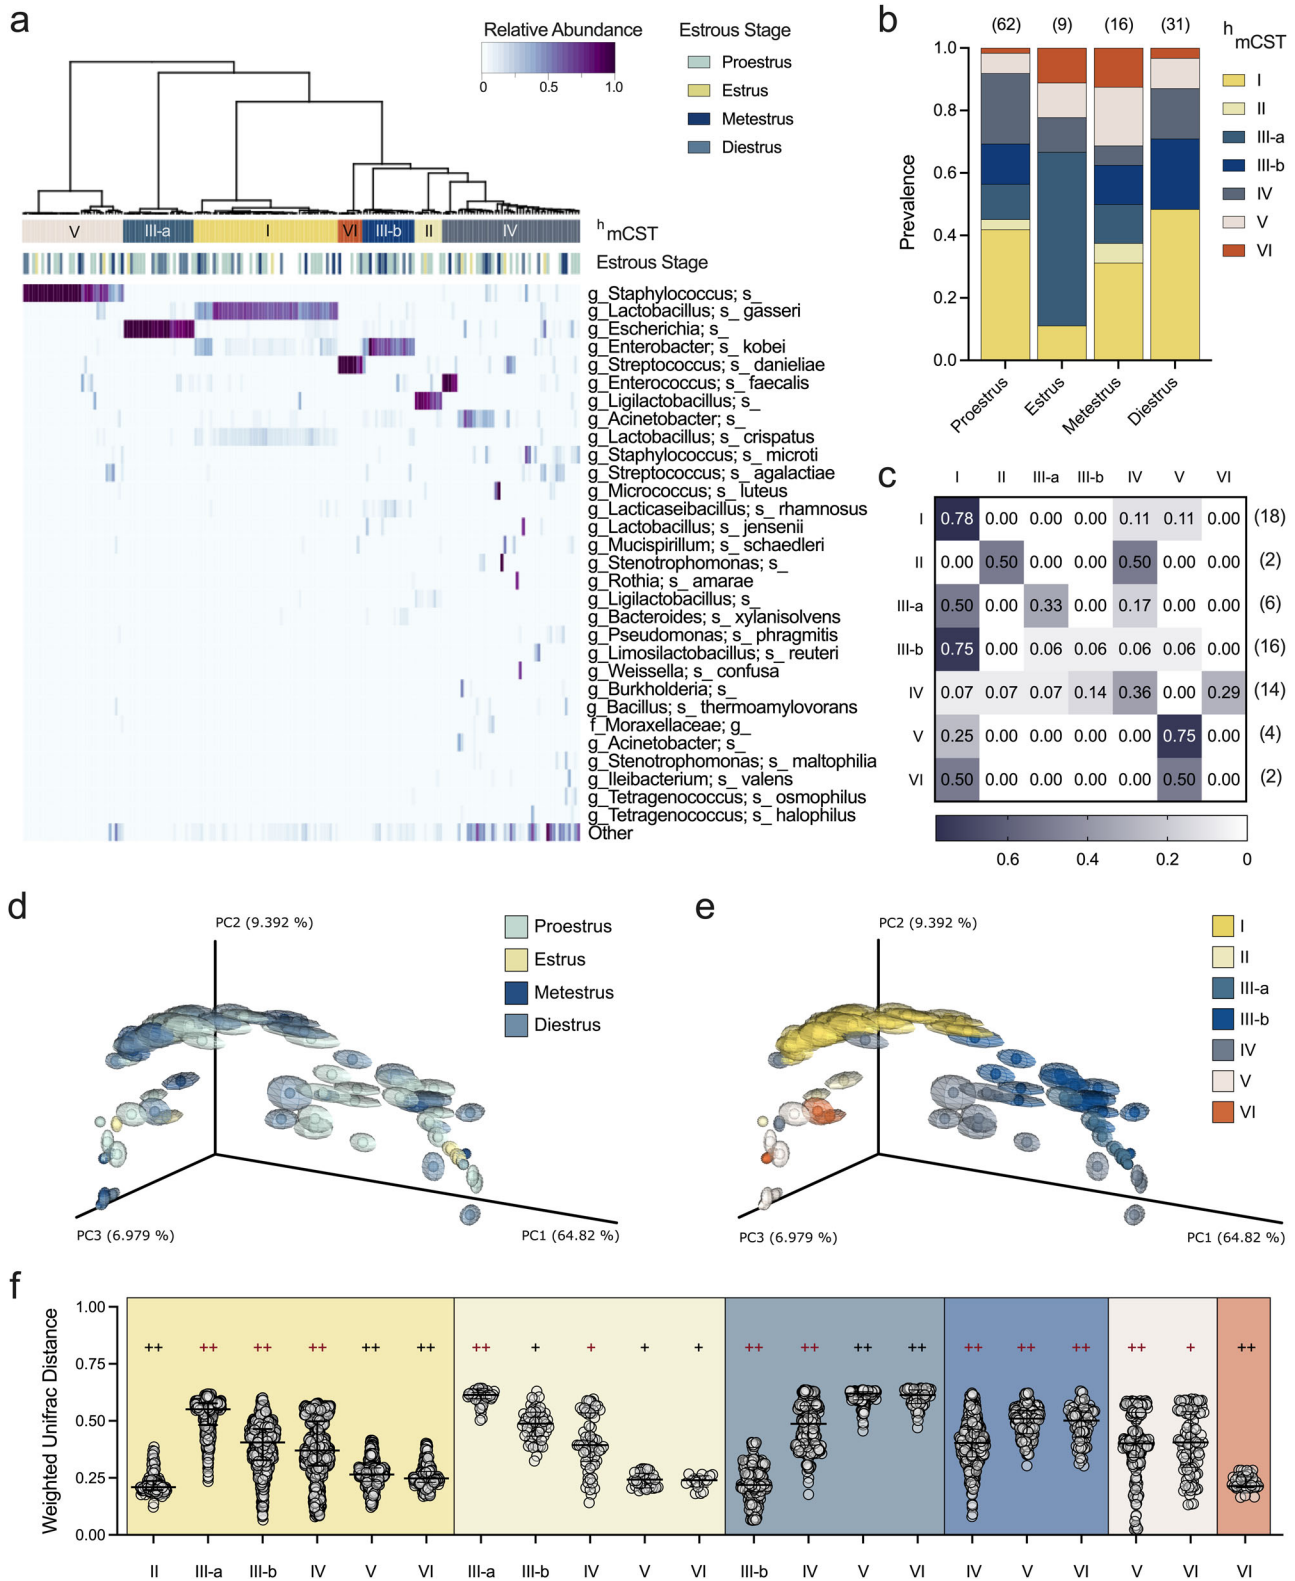 a
Relative Abundance
0
0.5
1.0
Estrous Stage
Proestrus
Estrus
Metestrus
Diestrus
V
III-a
I
VI
III-b
II
IV
hmCST
Estrous Stage
g_Staphylococcus; s_
g_Lactobacillus; s_ gasseri
g_Escherichia; s_
g_Enterobacter; s_ kobei
g_Streptococcus; s_ danieliae
g_Enterococcus; s_ faecalis
g_Ligilactobacillus; s_
g_Acinetobacter; s_
g_Lactobacillus; s_ crispatus
g_Staphylococcus; s_ microti
g_Streptococcus; s_ agalactiae
g_Micrococcus; s_ luteus
g_Lacticaseibacillus; s_ rhamnosus
g_Lactobacillus; s_ jensenii
g_Mucispirillum; s_ schaedleri
g_Stenotrophomonas; s_
g_Rothia; s_ amarae
g_Ligilactobacillus; s_
g_Bacteroides; s_ xylanisolvens
g_Pseudomonas; s_ phragmitis
g_Limosilactobacillus; s_ reuteri
g_Weissella; s_ confusa
g_Burkholderia; s_
g_Bacillus; s_ thermoamylovorans
f_Moraxellaceae; g_
g_Acinetobacter; s_
g_Stenotrophomonas; s_ maltophilia
g_Ileibacterium; s_ valens
g_Tetragenococcus; s_ osmophilus
g_Tetragenococcus; s_ halophilus
Other
b
(62) (9) (16) (31)
Prevalence
1.0
0.8
0.6
0.4
0.2
0.0
Proestrus
Estrus
Metestrus
Diestrus
hmCST
I
II
III-a
III-b
IV
V
VI
c
I II III-a III-b IV V VI
I 0.78 0.00 0.00 0.00 0.11 0.11 0.00 (18)
II 0.00 0.50 0.00 0.00 0.50 0.00 0.00 (2)
III-a 0.50 0.00 0.33 0.00 0.17 0.00 0.00 (6)
III-b 0.75 0.00 0.06 0.06 0.06 0.06 0.00 (16)
IV 0.07 0.07 0.07 0.14 0.36 0.00 0.29 (14)
V 0.25 0.00 0.00 0.00 0.00 0.75 0.00 (4)
VI 0.50 0.00 0.00 0.00 0.00 0.50 0.00 (2)
0.6 0.4 0.2 0
d
PC2 (9.392 %)
Proestrus
Estrus
Metestrus
Diestrus
PC3 (6.979 %)
PC1 (64.82 %)
e
PC2 (9.392 %)
I
II
III-a
III-b
IV
V
VI
PC3 (6.979 %)
PC1 (64.82 %)
f
Weighted Unifrac Distance
1.00
0.75
0.50
0.25
0.00
++ ++ ++ ++ ++ ++ ++ + + + + ++ ++ ++ ++ ++ ++ ++ ++ + ++
II III-a III-b IV V VI III-a III-b IV V VI III-b IV V VI IV V VI V VI VI